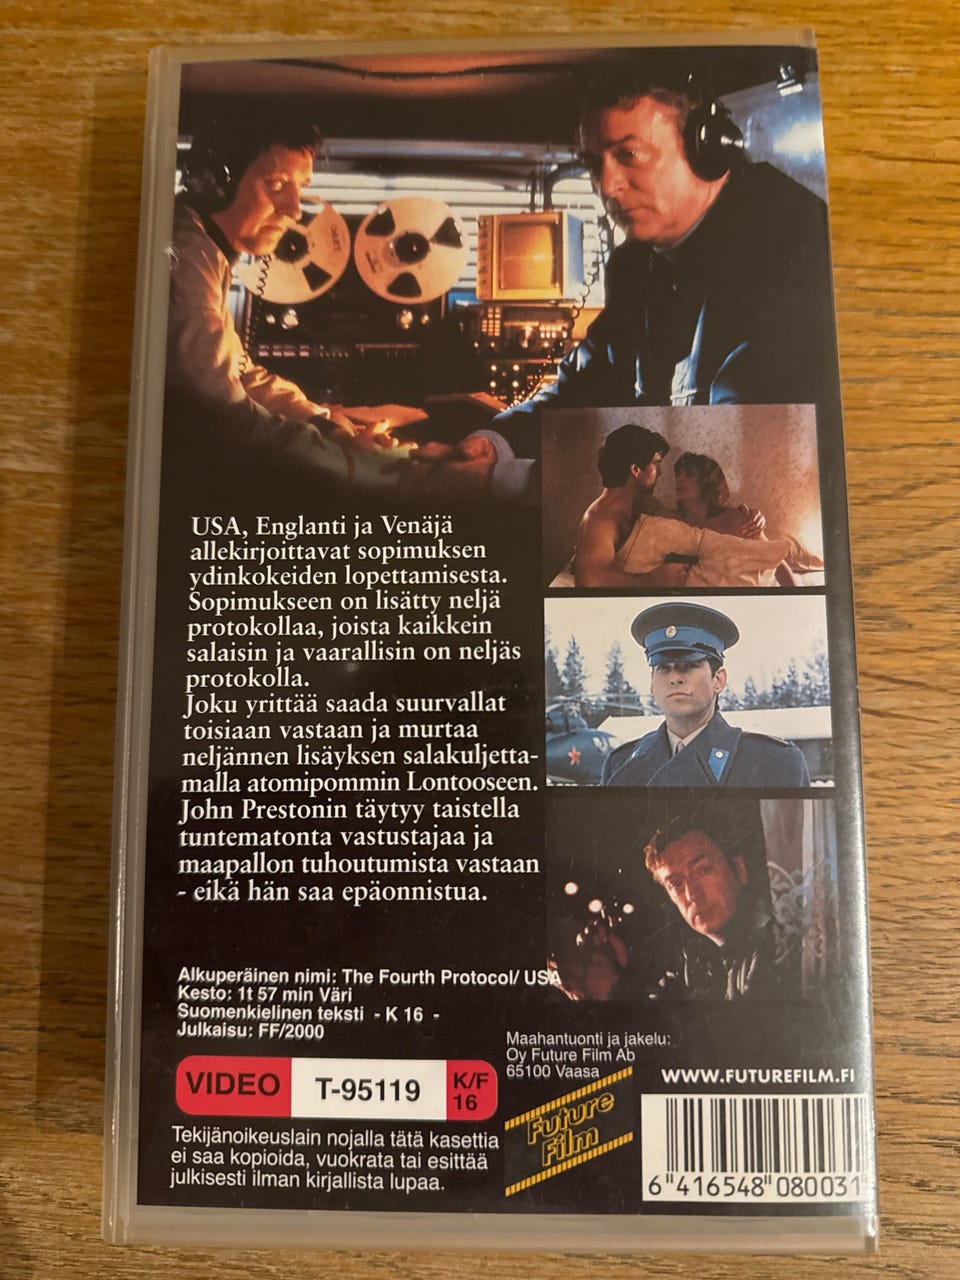 USA, Englanti ja Venäjä
allekirjoittavat sopimuksen
ydinkokeiden lopettamisesta.
Sopimukseen on lisätty neljä
protokollaa, joista kaikkein
salaisin ja vaarallisin on neljäs
protokolla.
Joku yrittää saada suurvallat
toisiaan vastaan ja murtaa
neljännen lisäyksen salakuljetta-
malla atomipommin Lontooseen.
John Prestonin täytyy taistella
tuntematonta vastustajaa ja
maapallon tuhoutumista vastaan
- eikä hän saa epäonnistua.
Alkuperäinen nimi: The Fourth Protocol/ USA
Kesto: 1t 57 min Väri
Suomenkielinen teksti - K 16 -
Julkaisu: FF/2000
Maahantuonti ja jakelu:
Oy Future Film Ab
65100 Vaasa
WWW.FUTUREFILM.FI
VIDEO T-95119 K/F
16
Future
Film
Tekijänoikeuslain nojalla tätä kasettia
ei saa kopioida, vuokrata tai esittää
julkisesti ilman kirjallista lupaa.
6 416548 080031